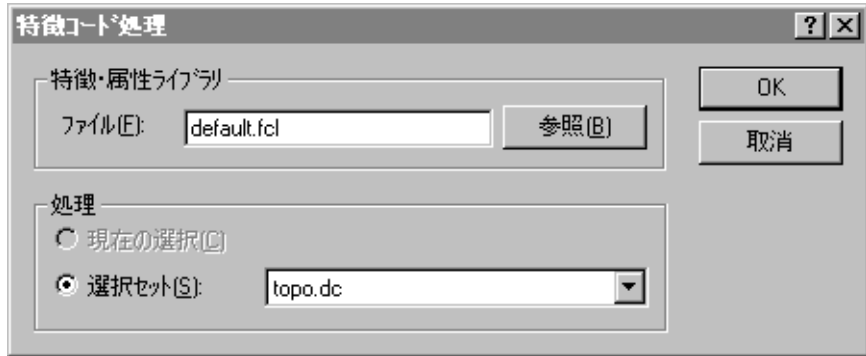 特徴ｺｰﾄﾞ処理
特徴・属性ﾗｲﾌﾞﾗﾘ
ﾌｧｲﾙ(F): default.fcl 参照(B)
OK
取消
処理
現在の選択(C)
選択ｾｯﾄ(S): topo.dc